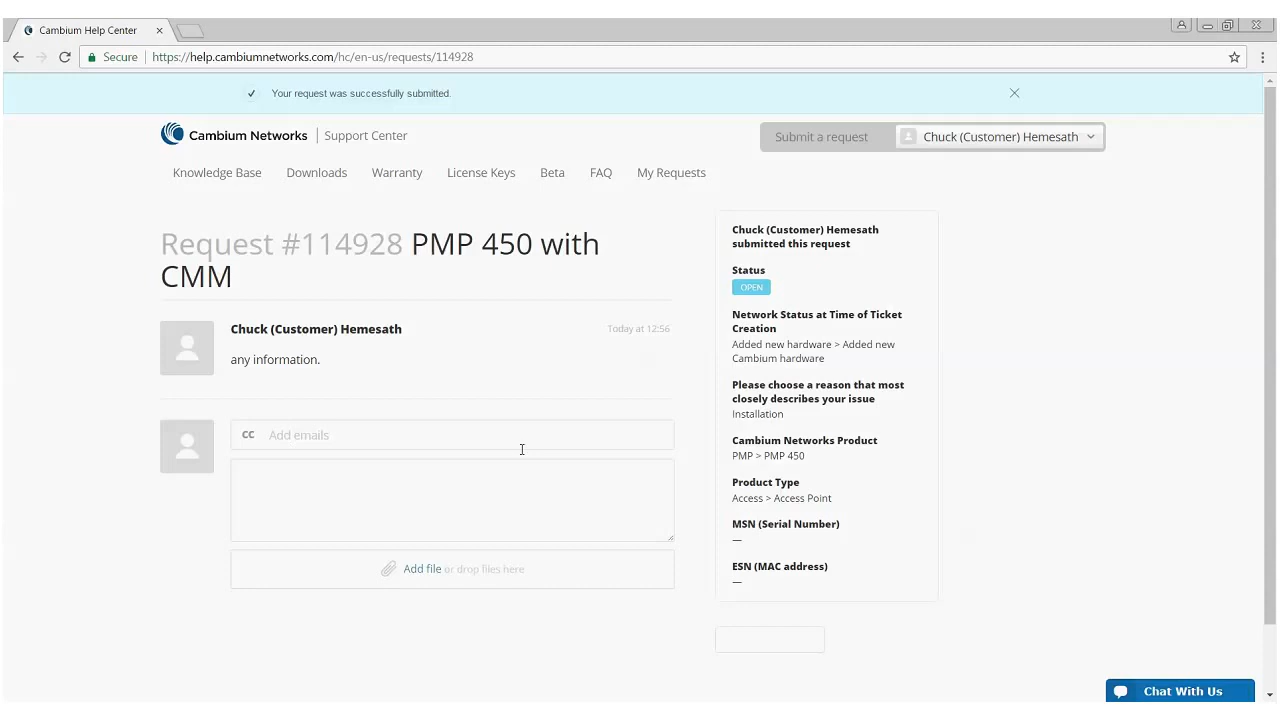 Cambium Help Center
Secure https://help.cambiumnetworks.com/hc/en-us/requests/114928
Your request was successfully submitted.
Cambium Networks Support Center
Submit a request Chuck (Customer) Hemesath
Knowledge Base Downloads Warranty License Keys Beta FAQ My Requests
Request #114928 PMP 450 with
CMM
Chuck (Customer) Hemesath Today at 12:56
any information.
CC Add emails
Add file or drop files here
Chuck (Customer) Hemesath
submitted this request
Status
OPEN
Network Status at Time of Ticket
Creation
Added new hardware > Added new
Cambium hardware
Please choose a reason that most
closely describes your issue
Installation
Cambium Networks Product
PMP > PMP 450
Product Type
Access > Access Point
MSN (Serial Number)
—
ESN (MAC address)
—
Chat With Us